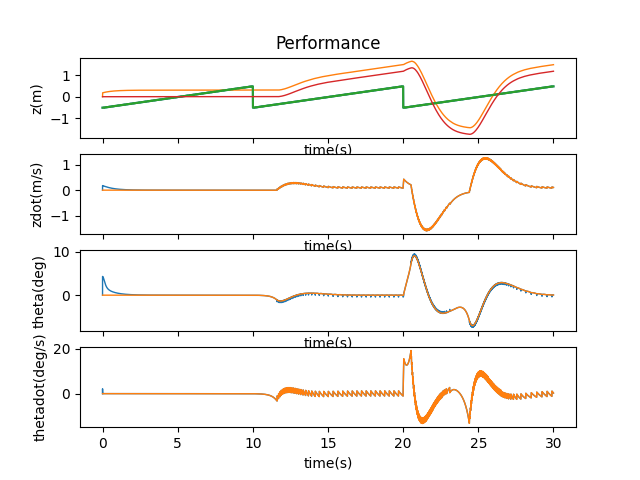 Performance
z(m)
1
0
−1
time(s)
zdot(m/s)
1
0
−1
time(s)
theta(deg)
10
0
time(s)
thetadot(deg/s)
20
0
0 5 10 15 20 25 30
time(s)